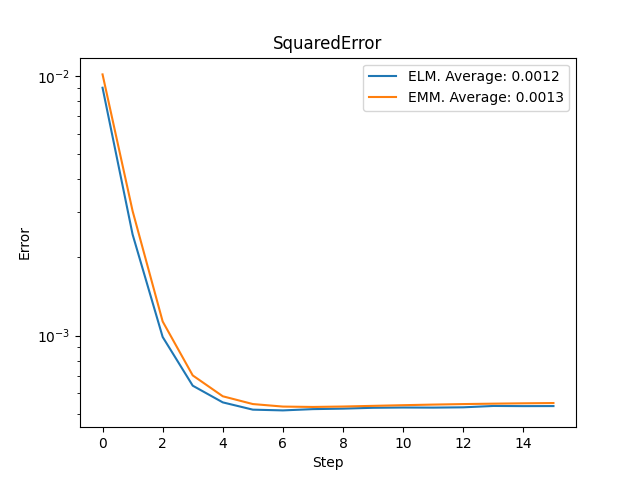 SquaredError
ELM. Average: 0.0012
EMM. Average: 0.0013
10⁻²
10⁻³
Error
0 2 4 6 8 10 12 14
Step